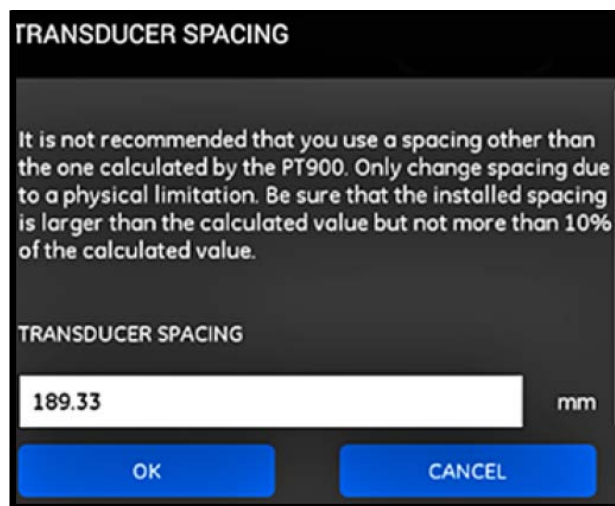 TRANSDUCER SPACING
It is not recommended that you use a spacing other than
the one calculated by the PT900. Only change spacing due
to a physical limitation. Be sure that the installed spacing
is larger than the calculated value but not more than 10%
of the calculated value.
TRANSDUCER SPACING
189.33 mm
OK CANCEL